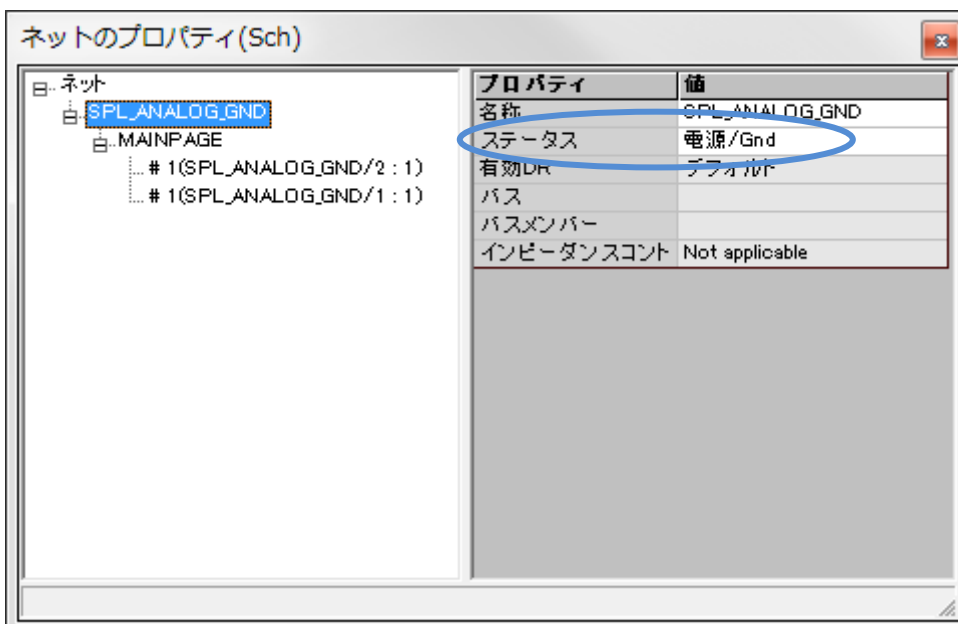 ネットのプロパティ(Sch)
ネット
SPL_ANALOG_GND
MAINPAGE
# 1(SPL_ANALOG_GND/2 : 1)
# 1(SPL_ANALOG_GND/1 : 1)
プロパティ 値
名称 SPL_ANALOG_GND
ステータス 電源/Gnd
有効DR デフォルト
バス
バスメンバー
インピーダンスコント Not applicable